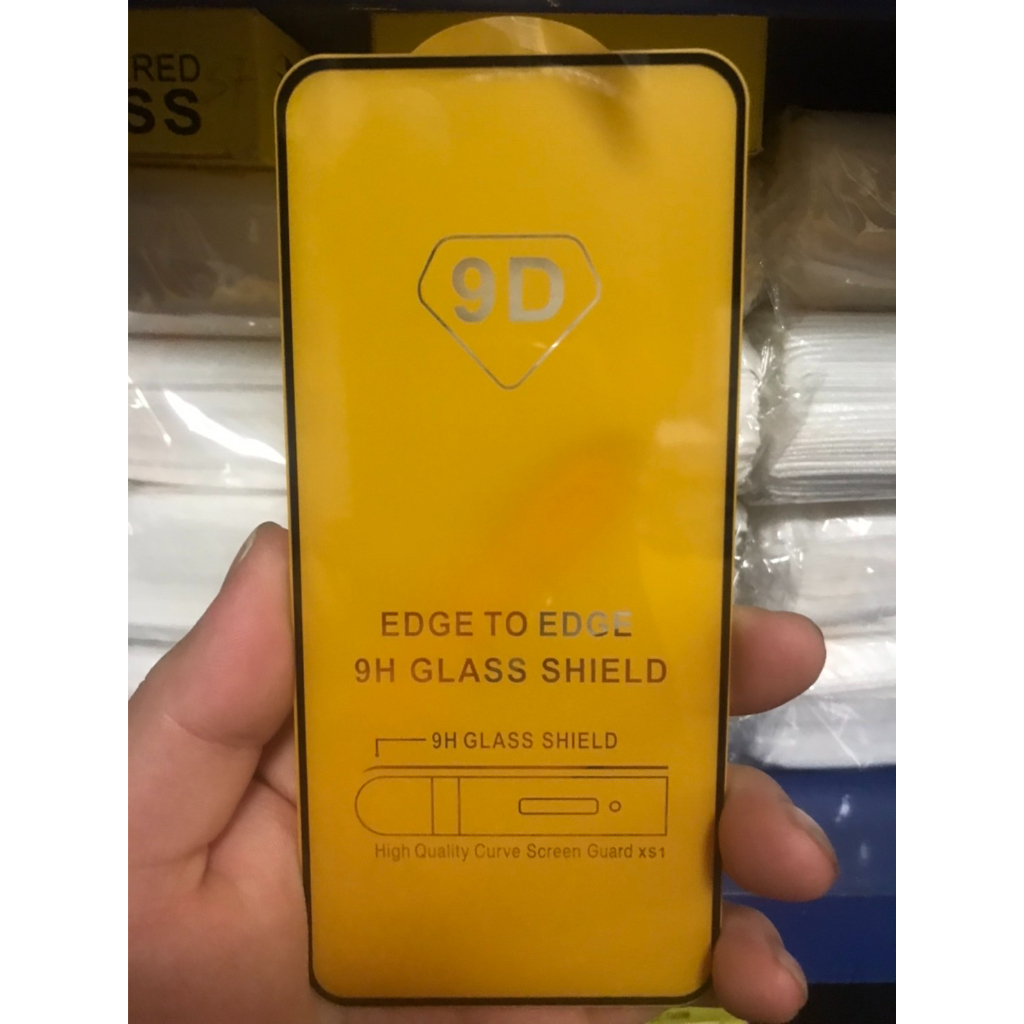 RED
SS
9D
EDGE TO EDGE
9H GLASS SHIELD
9H GLASS SHIELD
High Quality Curve Screen Guard XS1